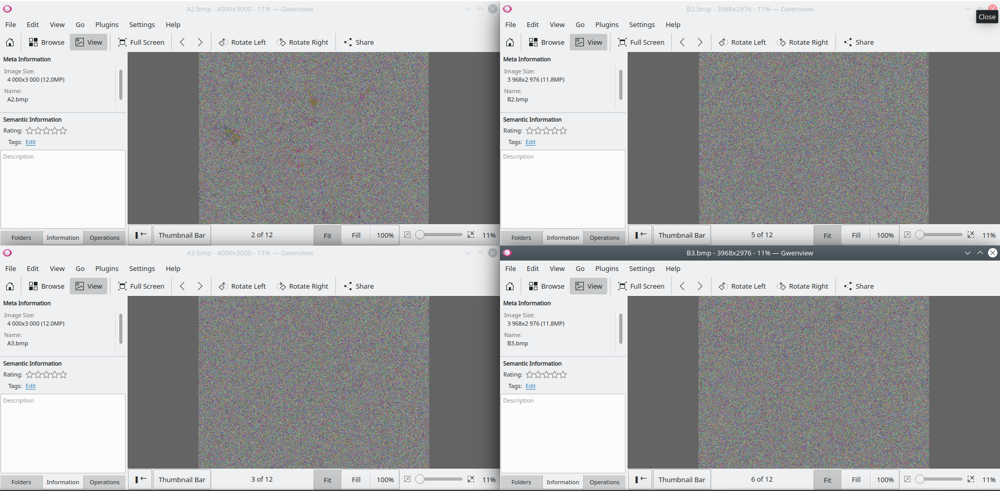 A2.bmp - 4000x3000 - 11% — Gwenview
File Edit View Go Plugins Settings Help
Browse View Full Screen Rotate Left Rotate Right Share
Meta Information
Image Size:
4 000x3 000 (12.0MP)
Name:
A2.bmp
Semantic Information
Rating:
Tags: Edit
Description
Folders Information Operations
Thumbnail Bar 2 of 12 Fit Fill 100% 11%
B2.bmp - 3968x2976 - 11% — Gwenview
Close
File Edit View Go Plugins Settings Help
Browse View Full Screen Rotate Left Rotate Right Share
Meta Information
Image Size:
3 968x2 976 (11.8MP)
Name:
B2.bmp
Semantic Information
Rating:
Tags: Edit
Description
Folders Information Operations
Thumbnail Bar 5 of 12 Fit Fill 100% 11%
A3.bmp - 4000x3000 - 11% — Gwenview
File Edit View Go Plugins Settings Help
Browse View Full Screen Rotate Left Rotate Right Share
Meta Information
Image Size:
4 000x3 000 (12.0MP)
Name:
A3.bmp
Semantic Information
Rating:
Tags: Edit
Description
Folders Information Operations
Thumbnail Bar 3 of 12 Fit Fill 100% 11%
B3.bmp - 3968x2976 - 11% — Gwenview
File Edit View Go Plugins Settings Help
Browse View Full Screen Rotate Left Rotate Right Share
Meta Information
Image Size:
3 968x2 976 (11.8MP)
Name:
B3.bmp
Semantic Information
Rating:
Tags: Edit
Description
Folders Information Operations
Thumbnail Bar 6 of 12 Fit Fill 100% 11%